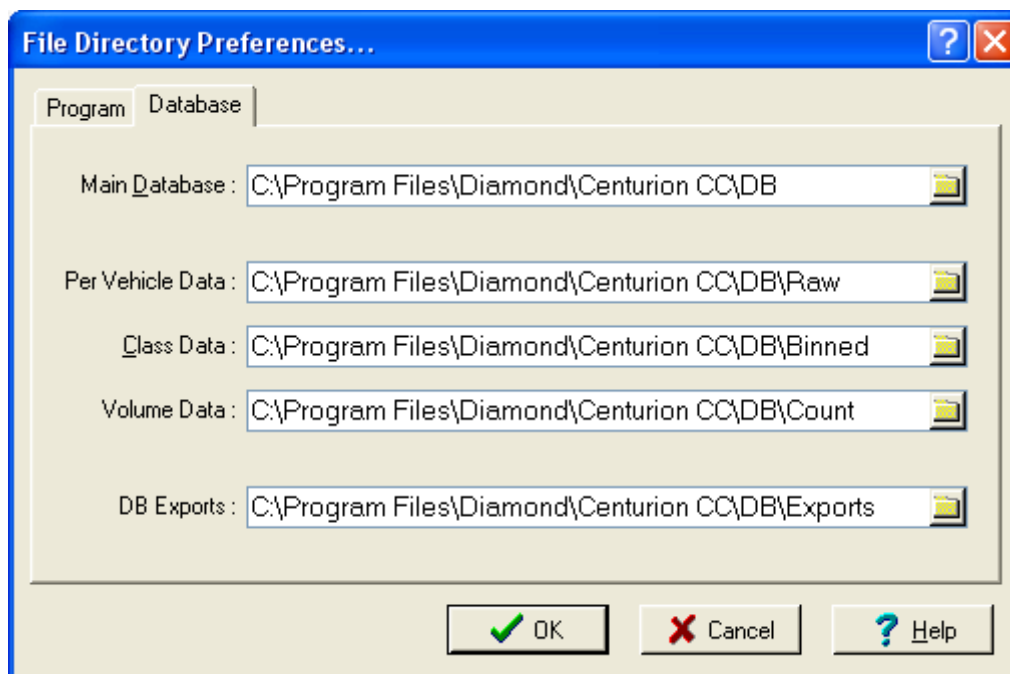 File Directory Preferences...
Program Database
Main Database : C:\Program Files\Diamond\Centurion CC\DB
Per Vehicle Data : C:\Program Files\Diamond\Centurion CC\DB\Raw
Class Data : C:\Program Files\Diamond\Centurion CC\DB\Binned
Volume Data : C:\Program Files\Diamond\Centurion CC\DB\Count
DB Exports : C:\Program Files\Diamond\Centurion CC\DB\Exports
OK Cancel ? Help